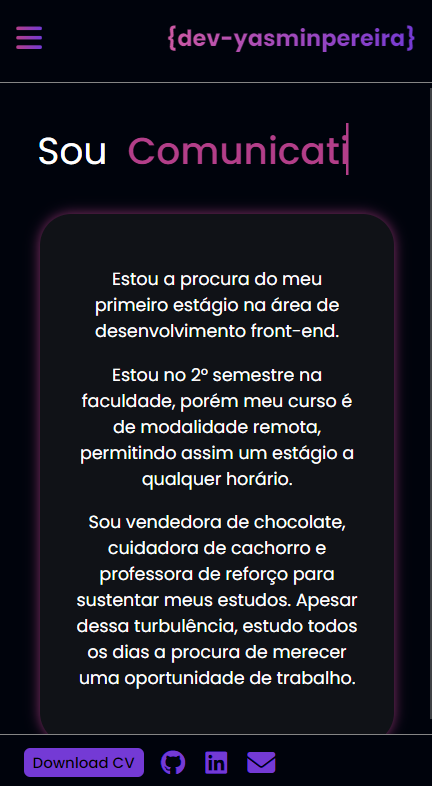 {dev-yasminpereira}
Sou Comunicati
Estou a procura do meu
primeiro estágio na área de
desenvolvimento front-end.
Estou no 2º semestre na
faculdade, porém meu curso é
de modalidade remota,
permitindo assim um estágio a
qualquer horário.
Sou vendedora de chocolate,
cuidadora de cachorro e
professora de reforço para
sustentar meus estudos. Apesar
dessa turbulência, estudo todos
os dias a procura de merecer
uma oportunidade de trabalho.
Download CV